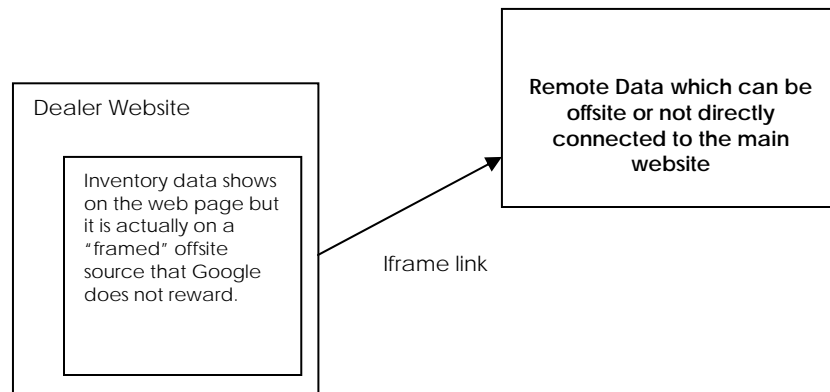 Dealer Website
Inventory data shows
on the web page but
it is actually on a
“framed” offsite
source that Google
does not reward.
Iframe link
Remote Data which can be
offsite or not directly
connected to the main
website